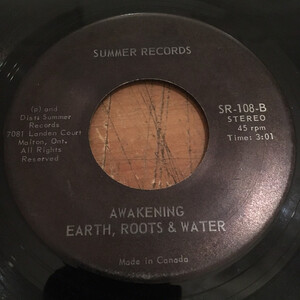 SUMMER RECORDS
(p) and
Dists Summer
Records
7081 Landen Court
Malton, Ont.
All Rights
Reserved
SR-108-B
STEREO
45 rpm
Time: 3:01
AWAKENING
EARTH, ROOTS & WATER
Made in Canada